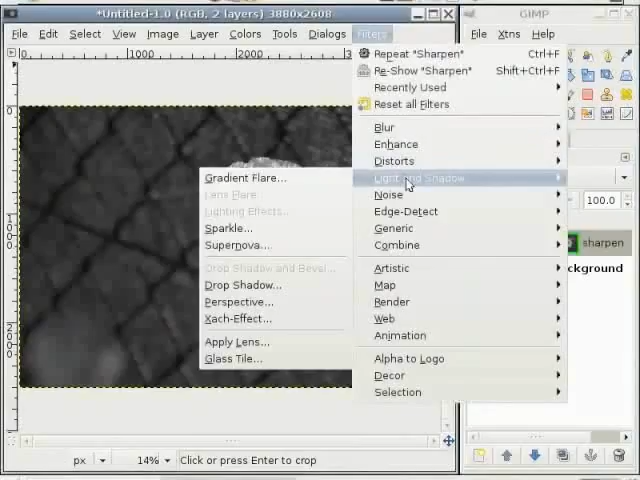 *Untitled-1.0 (RGB, 2 layers) 3880x2608
GIMP
File Edit Select View Image Layer Colors Tools Dialogs Filters
File Xtns Help
0 1000 2000 3
Repeat "Sharpen" Ctrl+F
Re-Show "Sharpen" Shift+Ctrl+F
Recently Used
Reset all Filters
Blur
Enhance
Distorts
Light and Shadow
Noise
Edge-Detect
Generic
Combine
Artistic
Map
Render
Web
Animation
Alpha to Logo
Decor
Selection
Gradient Flare...
Lens Flare...
Lighting Effects...
Sparkle...
Supernova...
Drop Shadow and Bevel...
Drop Shadow...
Perspective...
Xach-Effect...
Apply Lens...
Glass Tile...
100.0
sharpen
ckground
px 14% Click or press Enter to crop